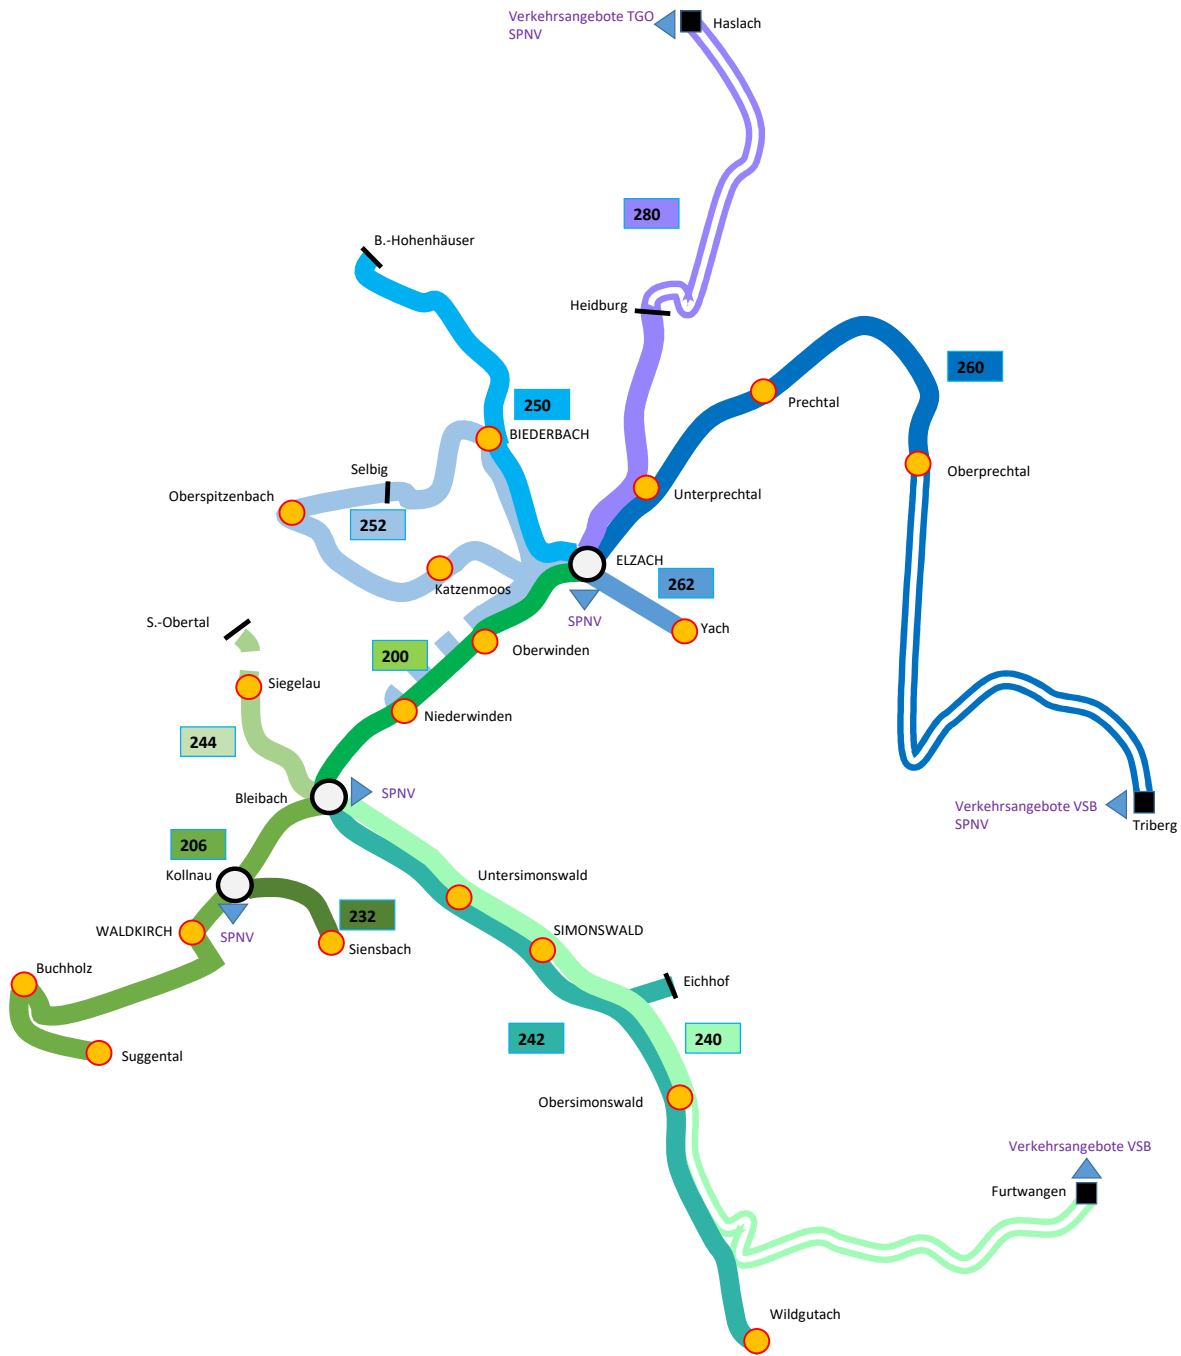 Verkehrsangebote TGO
SPNV
Haslach
280
B.-Hohenhäuser
Heidburg
260
250
Prechtal
BIEDERBACH
Selbig
Oberprechtal
Oberspitzenbach
Unterprechtal
252
ELZACH
262
Katzenmoos
S.-Obertal
SPNV
Yach
Oberwinden
200
Siegelau
Niederwinden
244
Bleibach
SPNV
Verkehrsangebote VSB
SPNV
Triberg
206
Kollnau
Untersimonswald
232
WALDKIRCH
SPNV
SIMONSWALD
Siensbach
Buchholz
Eichhof
242
240
Suggental
Obersimonswald
Verkehrsangebote VSB
Furtwangen
Wildgutach